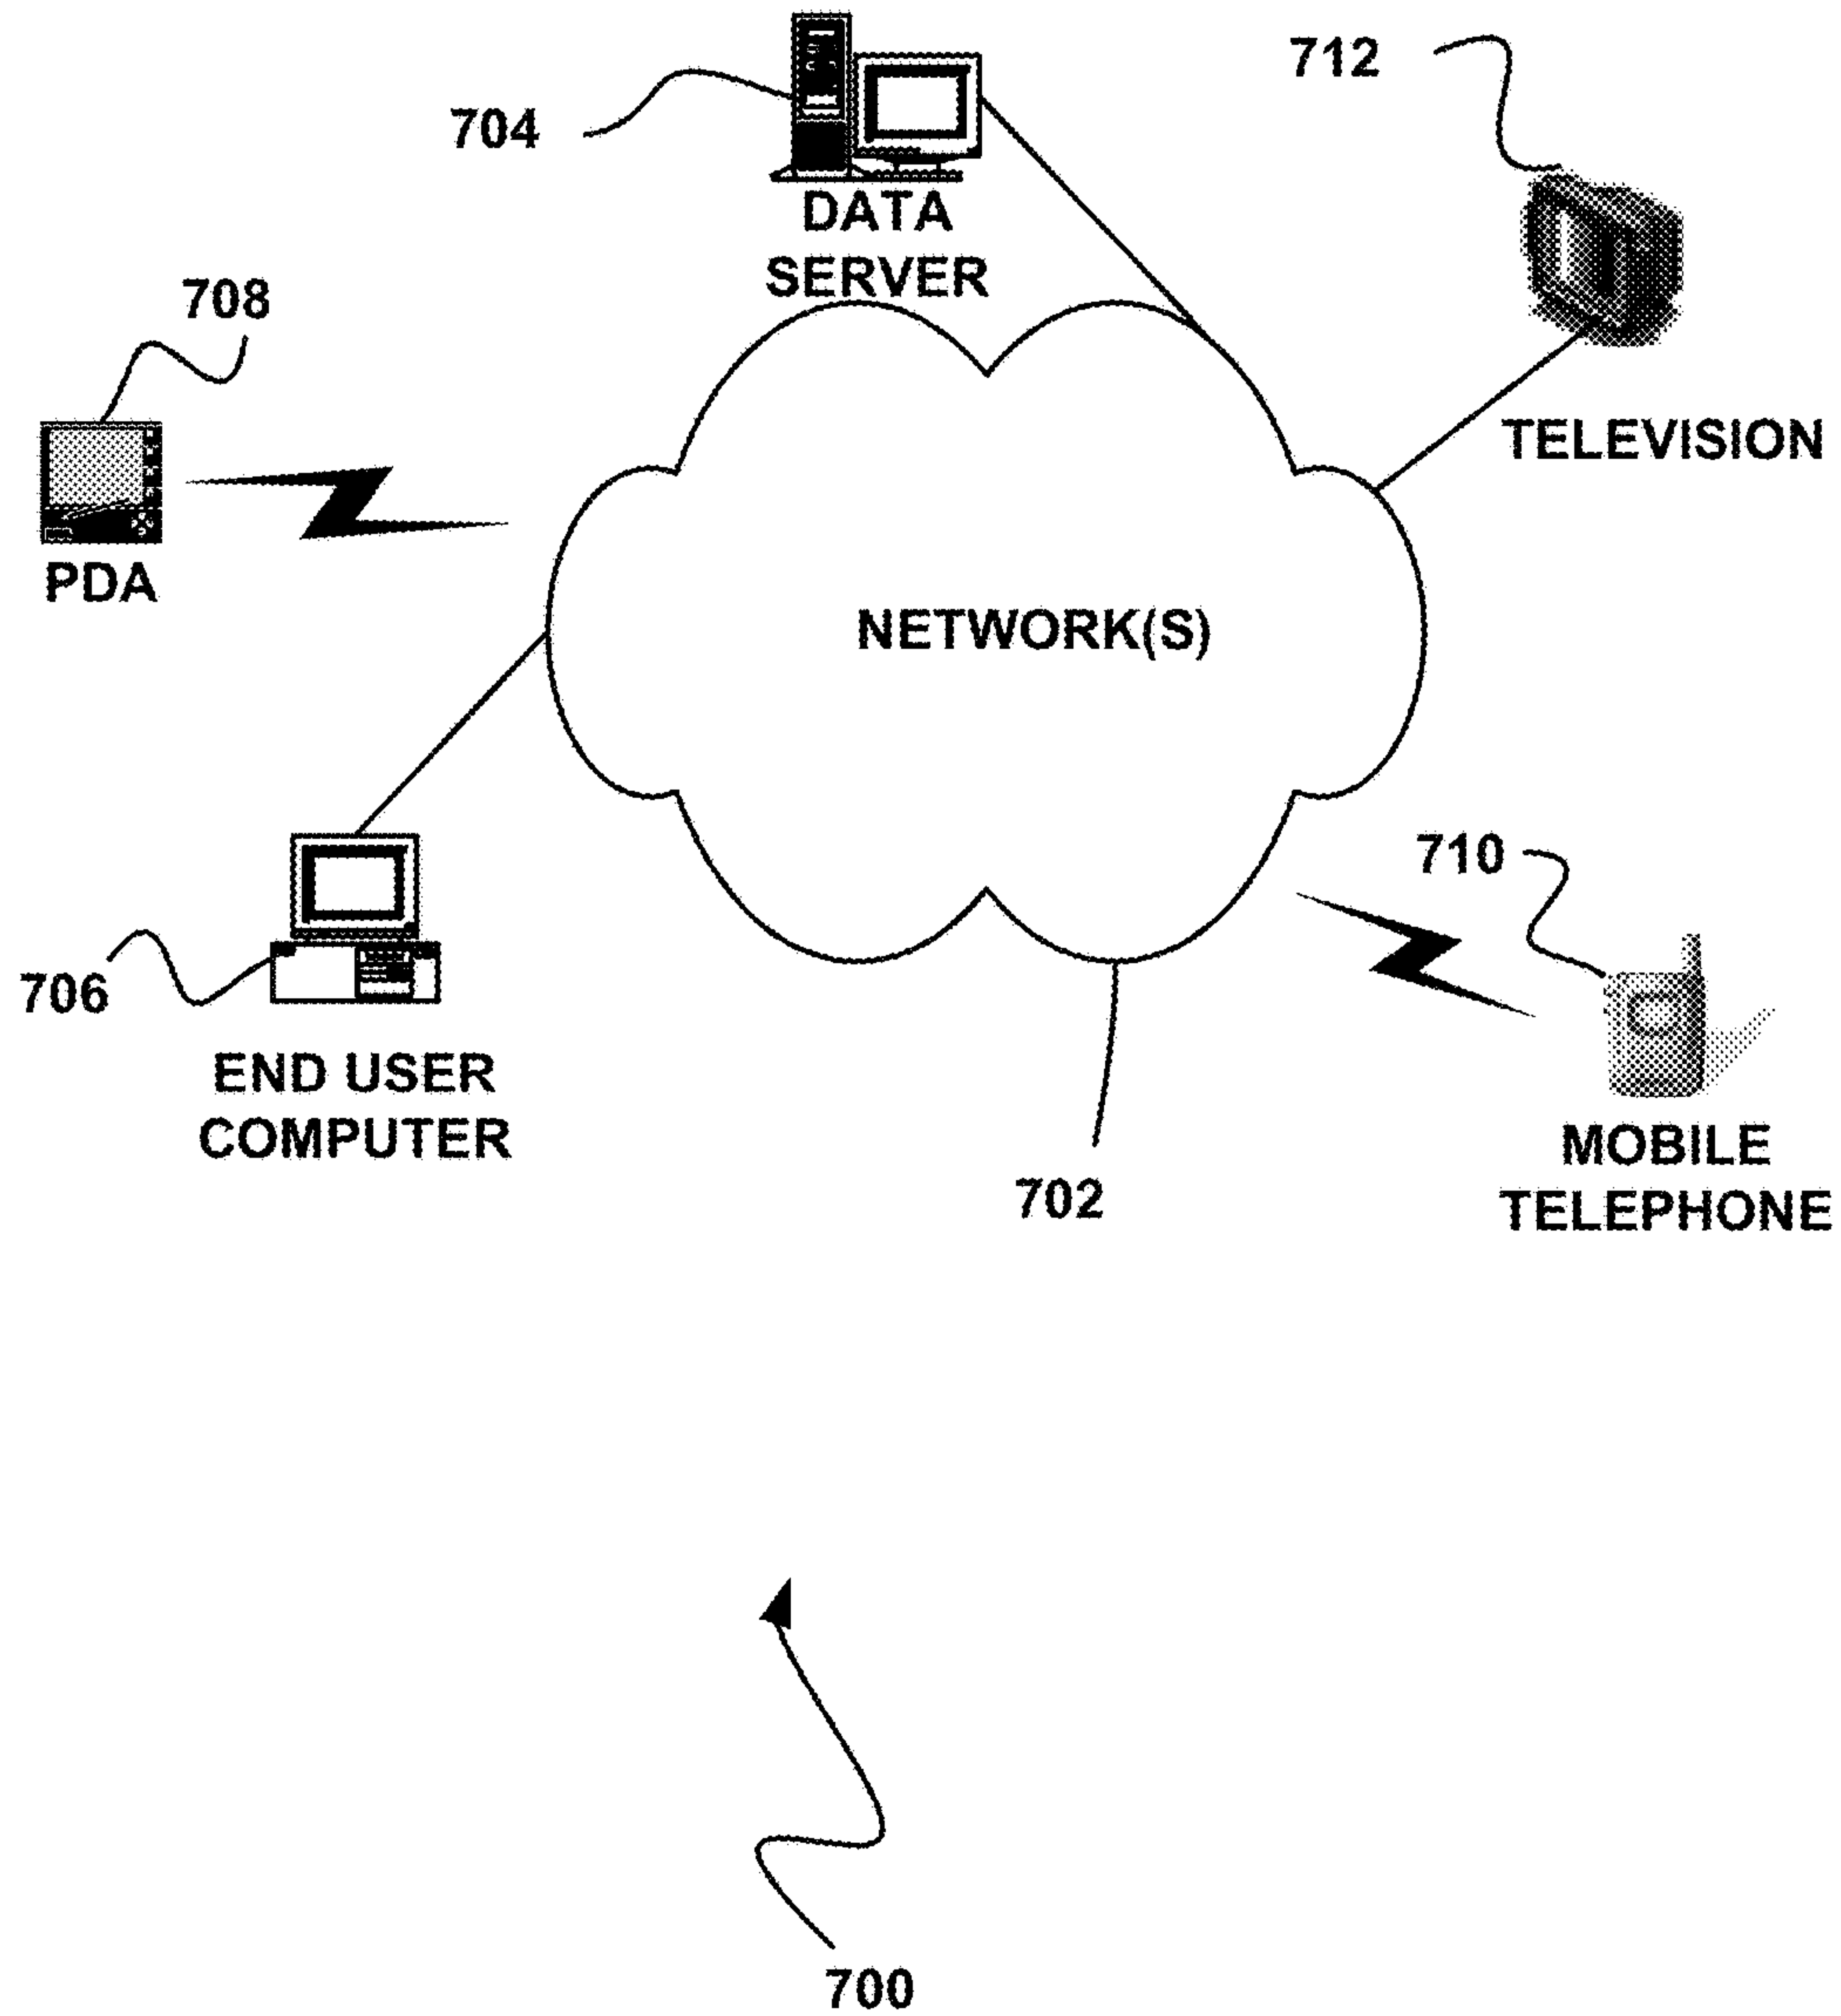 704
712
DATA
SERVER
708
TELEVISION
PDA
NETWORK(S)
710
706
END USER
COMPUTER
702
MOBILE
TELEPHONE
700